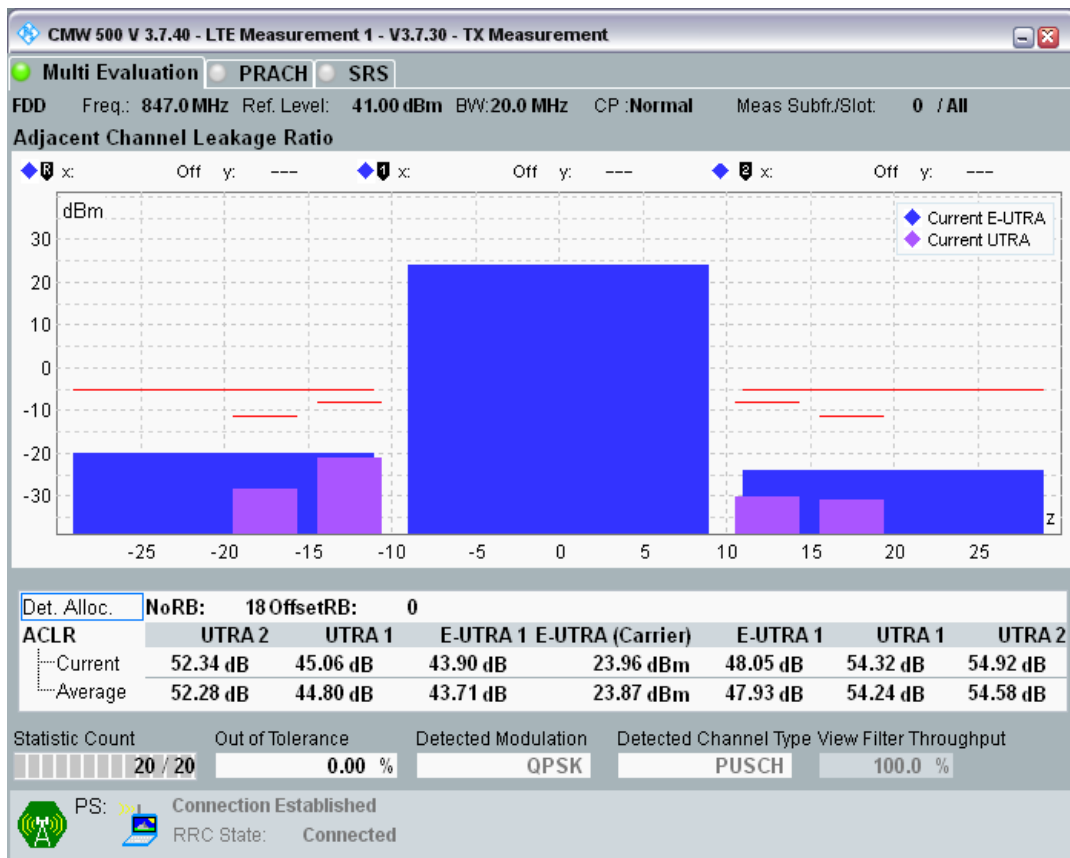 CMW 500 V 3.7.40 - LTE Measurement 1 - V3.7.30 - TX Measurement
Multi Evaluation PRACH SRS
FDD Freq.: 847.0 MHz Ref. Level: 41.00 dBm BW:20.0 MHz CP :Normal Meas Subfr./Slot: 0 / All
Adjacent Channel Leakage Ratio
R x: Off y: --- 1 x: Off y: --- 2 x: Off y: ---
dBm
Current E-UTRA
Current UTRA
30
20
10
0
-10
-20
-30
z
-25 -20 -15 -10 -5 0 5 10 15 20 25
Det. Alloc. NoRB: 18 OffsetRB: 0
ACLR UTRA 2 UTRA 1 E-UTRA 1 E-UTRA (Carrier) E-UTRA 1 UTRA 1 UTRA 2
Current 52.34 dB 45.06 dB 43.90 dB 23.96 dBm 48.05 dB 54.32 dB 54.92 dB
Average 52.28 dB 44.80 dB 43.71 dB 23.87 dBm 47.93 dB 54.24 dB 54.58 dB
Statistic Count Out of Tolerance Detected Modulation Detected Channel Type View Filter Throughput
20 / 20 0.00 % QPSK PUSCH 100.0 %
PS: Connection Established
RRC State: Connected